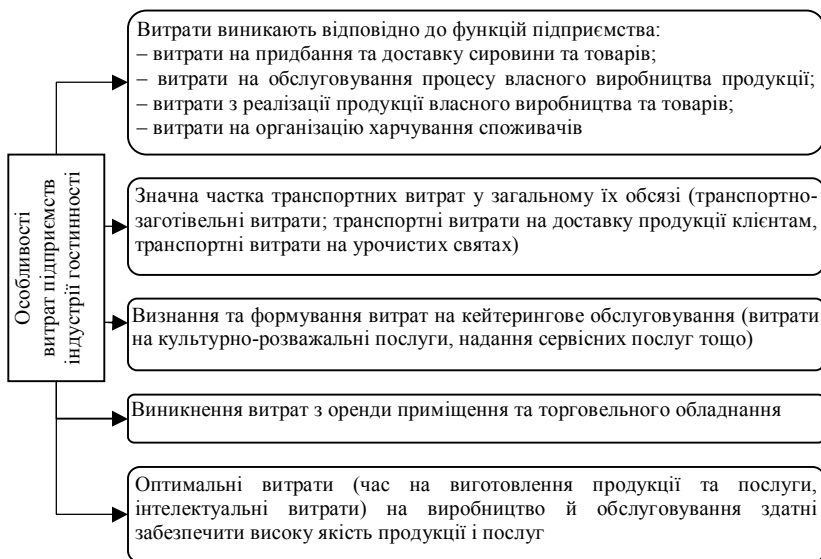 Витрати виникають відповідно до функцій підприємства:
– витрати на придбання та доставку сировини та товарів;
– витрати на обслуговування процесу власного виробництва продукції;
– витрати з реалізації продукції власного виробництва та товарів;
– витрати на організацію харчування споживачів
Особливості
витрат підприємств
індустрії гостинності
Значна частка транспортних витрат у загальному їх обсязі (транспортно-
заготівельні витрати; транспортні витрати на доставку продукції клієнтам,
транспортні витрати на урочистих святах)
Визнання та формування витрат на кейтерингове обслуговування (витрати
на культурно-розважальні послуги, надання сервісних послуг тощо)
Виникнення витрат з оренди приміщення та торговельного обладнання
Оптимальні витрати (час на виготовлення продукції та послуги,
інтелектуальні витрати) на виробництво й обслуговування здатні
забезпечити високу якість продукції і послуг